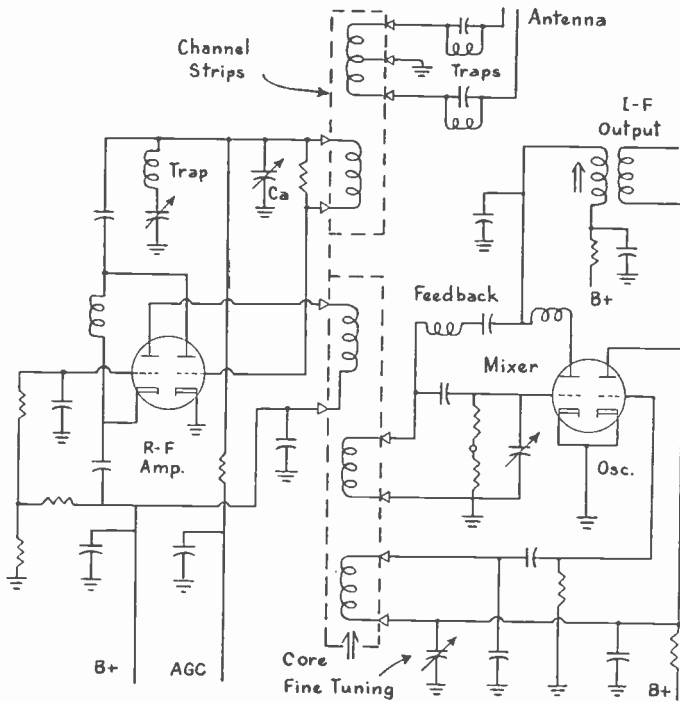 Antenna
Channel
Strips
Traps
I-F
Output
Trap
Ca
B+
Feedback
Mixer
R-F
Amp.
Osc.
B+
AGC
Core
Fine Tuning
B+